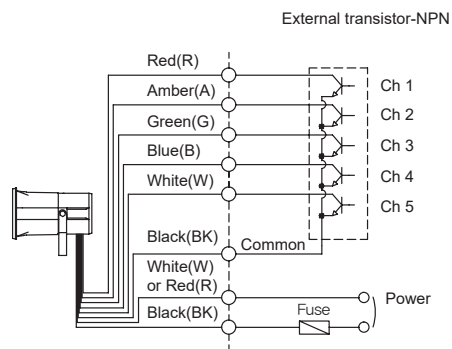 External transistor-NPN
Red(R)
Ch 1
Amber(A)
Ch 2
Green(G)
Ch 3
Blue(B)
Ch 4
White(W)
Ch 5
Black(BK)
Common
White(W)
or Red(R)
Power
Black(BK)
Fuse